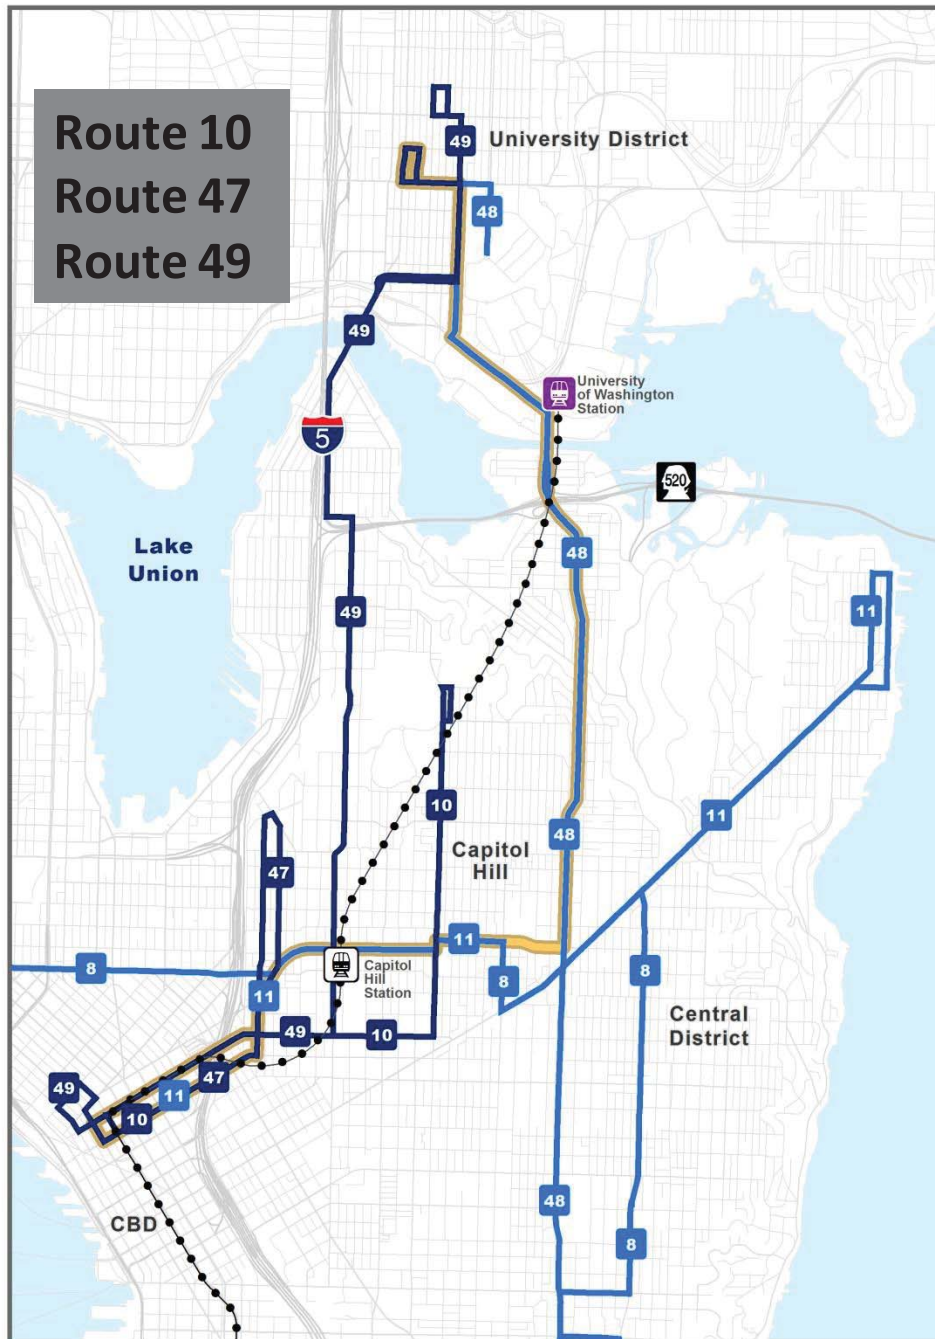 Route 10
Route 47
Route 49
49
University District
48
49
University
of Washington
Station
5
520
Lake
Union
48
49
11
10
11
48
Capitol
Hill
47
11
8
Capitol
Hill
Station
8
8
11
Central
District
49
10
47
49
11
10
48
CBD
8